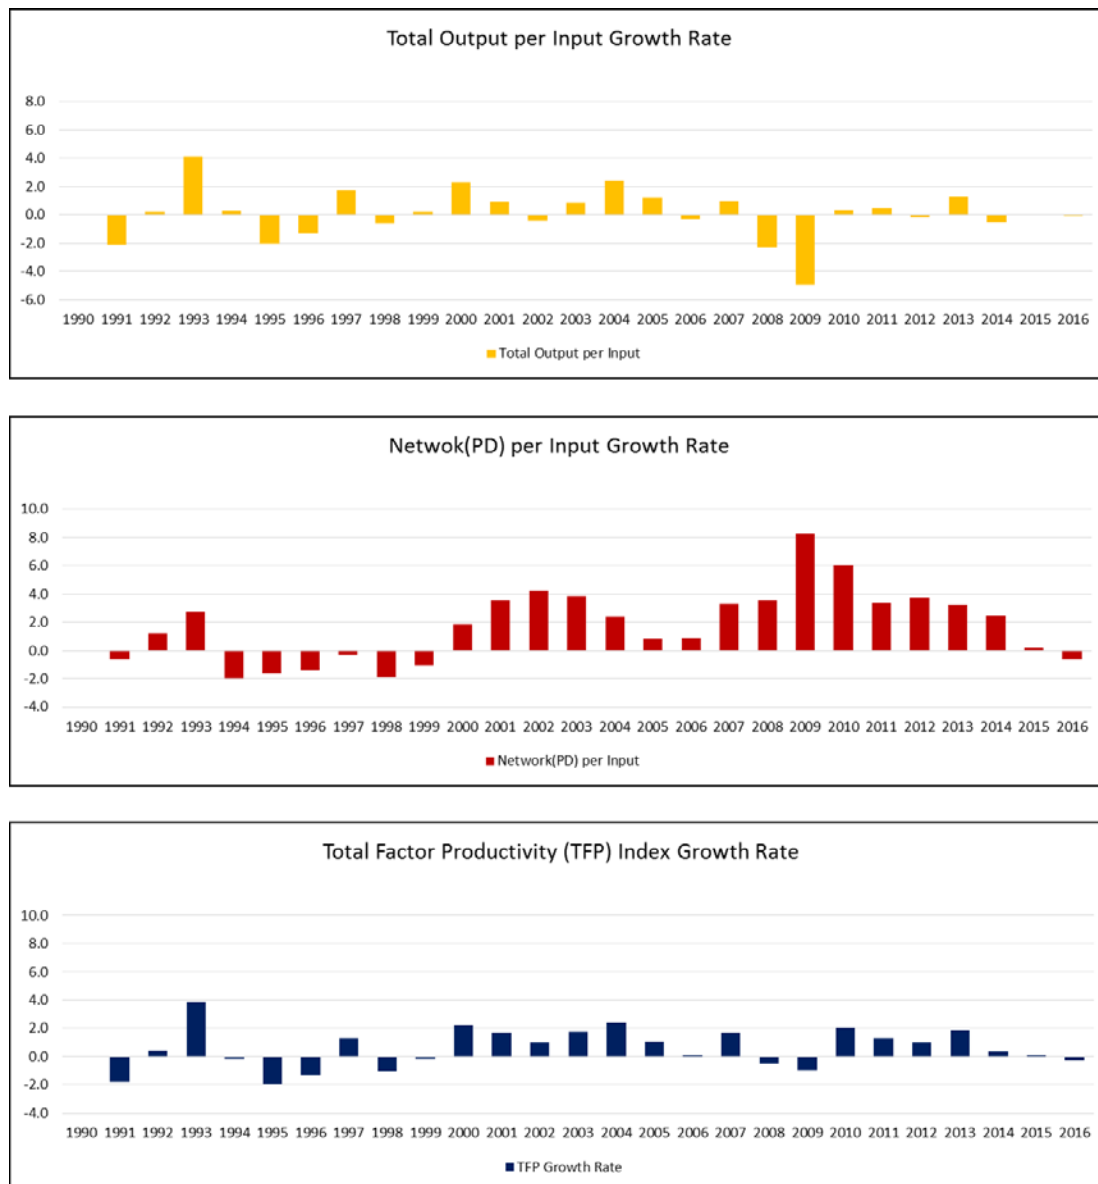 Total Output per Input Growth Rate
8.0
6.0
4.0
2.0
0.0
-2.0
-4.0
-6.0
1990 1991 1992 1993 1994 1995 1996 1997 1998 1999 2000 2001 2002 2003 2004 2005 2006 2007 2008 2009 2010 2011 2012 2013 2014 2015 2016
Total Output per Input
Netwok(PD) per Input Growth Rate
10.0
8.0
6.0
4.0
2.0
0.0
-2.0
-4.0
1990 1991 1992 1993 1994 1995 1996 1997 1998 1999 2000 2001 2002 2003 2004 2005 2006 2007 2008 2009 2010 2011 2012 2013 2014 2015 2016
Network(PD) per Input
Total Factor Productivity (TFP) Index Growth Rate
10.0
8.0
6.0
4.0
2.0
0.0
-2.0
-4.0
1990 1991 1992 1993 1994 1995 1996 1997 1998 1999 2000 2001 2002 2003 2004 2005 2006 2007 2008 2009 2010 2011 2012 2013 2014 2015 2016
TFP Growth Rate